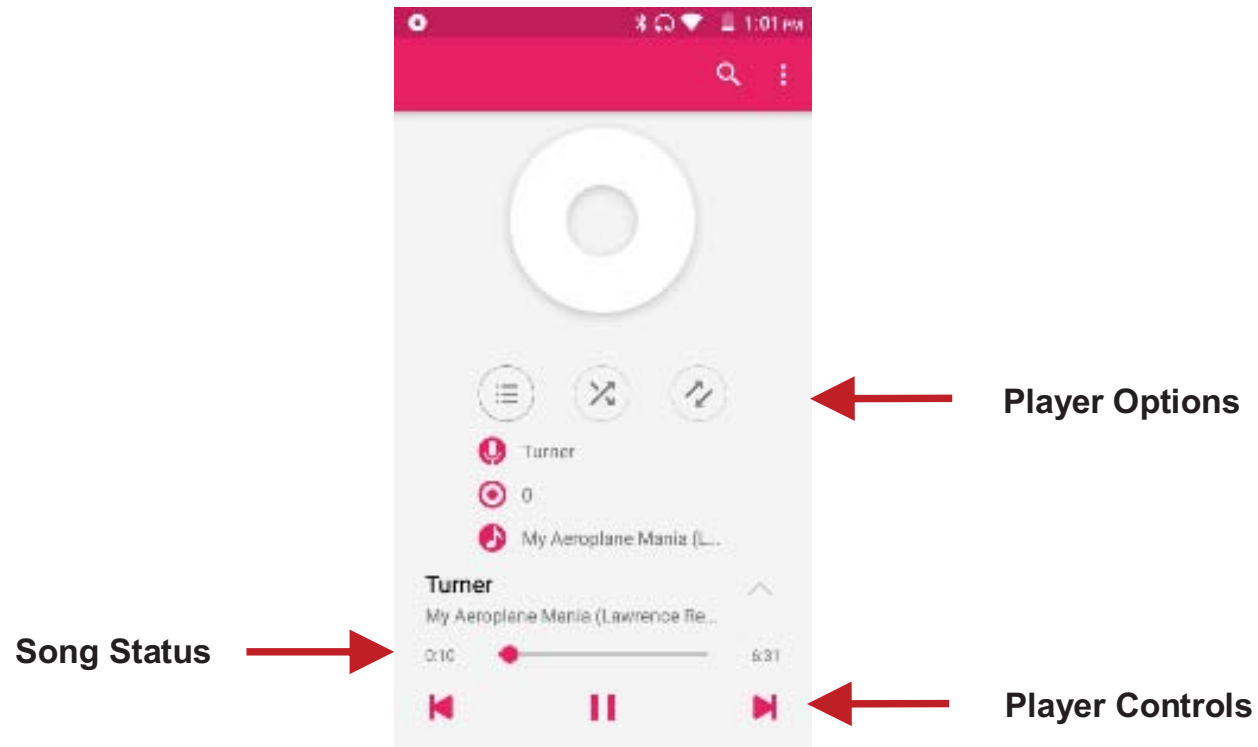 1:01 PM
Player Options
Turner
0
My Aeroplane Mania (L...
Turner
My Aeroplane Mania (Lawrence Re...
Song Status
0:10
6:31
Player Controls